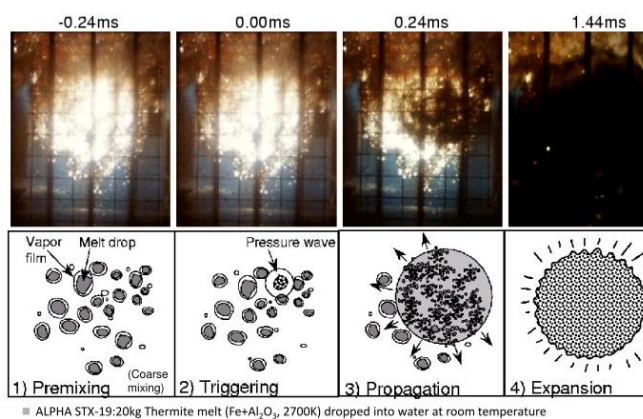 -0.24ms 0.00ms 0.24ms 1.44ms
Vapor film
Melt drop
Pressure wave
1) Premixing (Coarse mixing)
2) Triggering
3) Propagation
4) Expansion
ALPHA STX-19:20kg Thermite melt (Fe+Al₂O₃, 2700K) dropped into water at room temperature